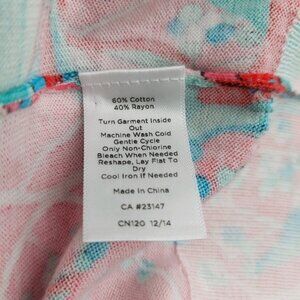 60% Cotton
40% Rayon
Turn Garment Inside
Out
Machine Wash Cold
Gentle Cycle
Only Non-Chlorine
Bleach When Needed
Reshape, Lay Flat To
Dry
Cool Iron If Needed
Made In China
CA #23147
CN120 12/14